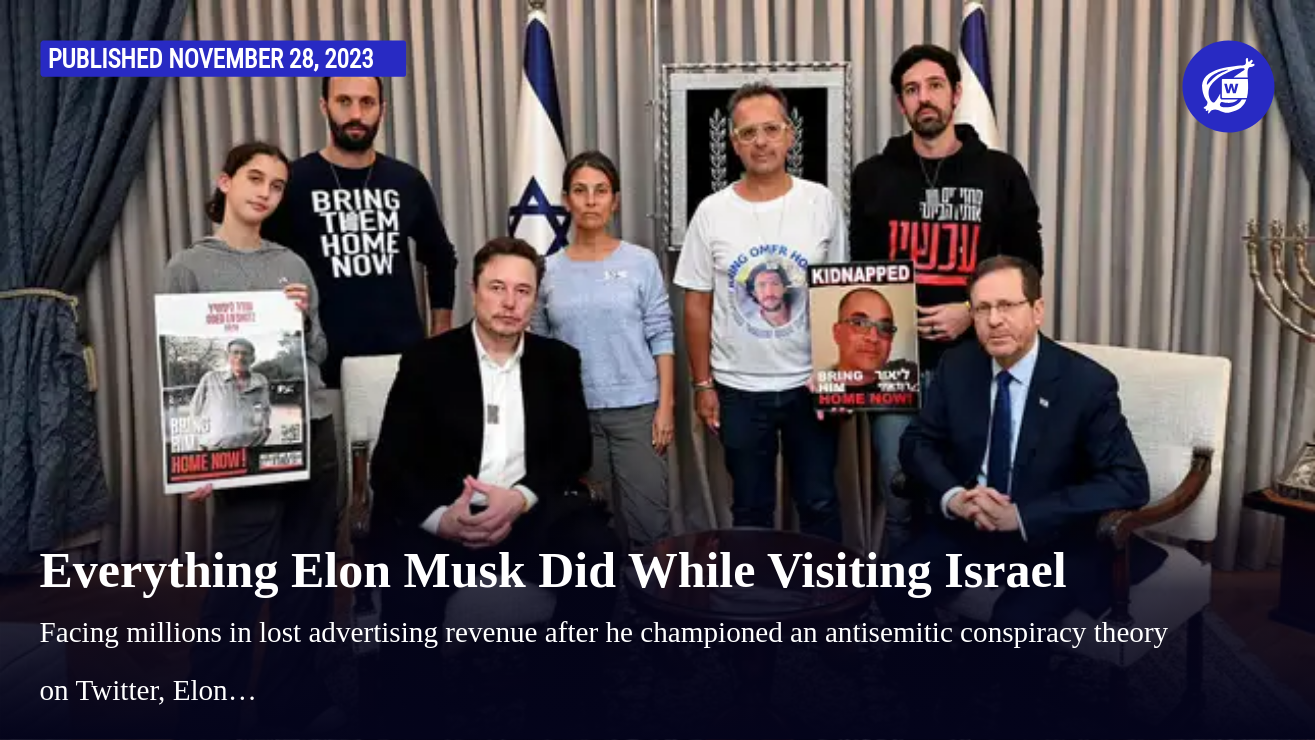 PUBLISHED NOVEMBER 28, 2023
W
BRING
THEM
HOME
NOW
עכשיו
KIDNAPPED
BRING
HIM
HOME NOW!
ליאור
BRING
HIM
HOME NOW!
Everything Elon Musk Did While Visiting Israel
Facing millions in lost advertising revenue after he championed an antisemitic conspiracy theory
on Twitter, Elon…